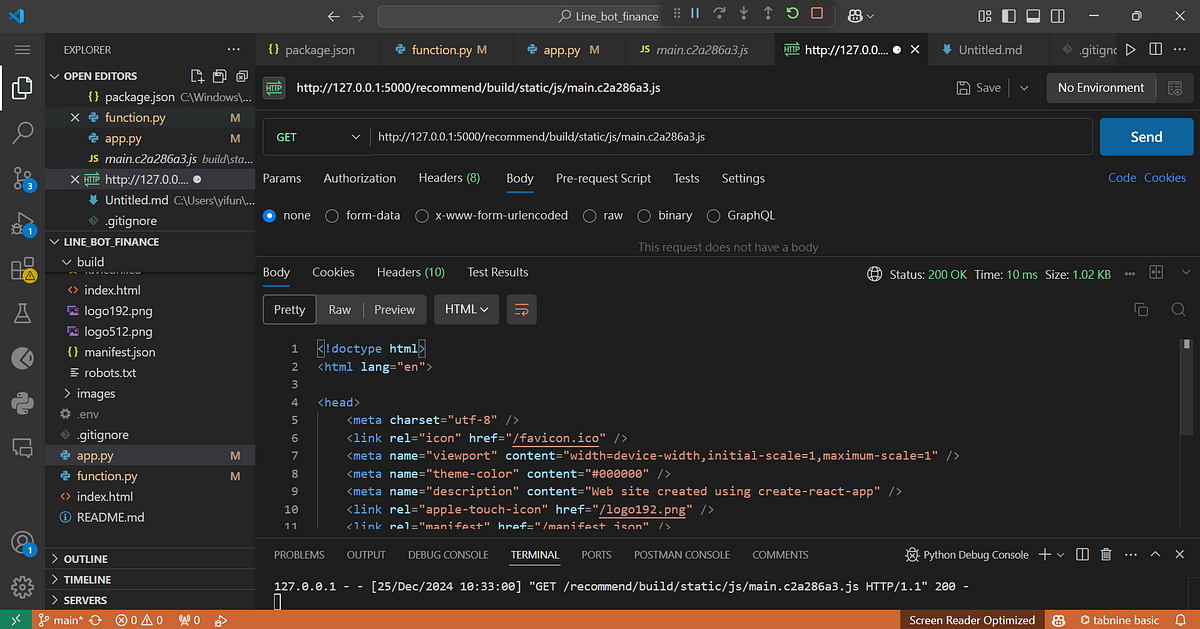 Line_bot_finance
EXPLORER
package.json
function.py M
app.py M
main.c2a286a3.js
http://127.0....
Untitled.md
.gitignc
OPEN EDITORS
package.json C:\Windows\...
function.py M
app.py M
main.c2a286a3.js build\sta...
http://127.0.0....
Untitled.md C:\Users\yifun\...
.gitignore
LINE_BOT_FINANCE
build
favicon.ico
index.html
logo192.png
logo512.png
manifest.json
robots.txt
images
.env
.gitignore
app.py M
function.py M
index.html
README.md
OUTLINE
TIMELINE
SERVERS
3
1
1
HTTP http://127.0.0.1:5000/recommend/build/static/js/main.c2a286a3.js
Save
No Environment
GET http://127.0.0.1:5000/recommend/build/static/js/main.c2a286a3.js
Send
Params Authorization Headers (8) Body Pre-request Script Tests Settings
Code Cookies
none form-data x-www-form-urlencoded raw binary GraphQL
This request does not have a body
Body Cookies Headers (10) Test Results
Status: 200 OK Time: 10 ms Size: 1.02 KB
Pretty Raw Preview HTML
1 <!doctype html>
2 <html lang="en">
3
4 <head>
5 <meta charset="utf-8" />
6 <link rel="icon" href="/favicon.ico" />
7 <meta name="viewport" content="width=device-width,initial-scale=1,maximum-scale=1" />
8 <meta name="theme-color" content="#000000" />
9 <meta name="description" content="Web site created using create-react-app" />
10 <link rel="apple-touch-icon" href="/logo192.png" />
11 <link rel="manifest" href="/manifest.json" />
PROBLEMS OUTPUT DEBUG CONSOLE TERMINAL PORTS POSTMAN CONSOLE COMMENTS
Python Debug Console
127.0.0.1 - - [25/Dec/2024 10:33:00] "GET /recommend/build/static/js/main.c2a286a3.js HTTP/1.1" 200 -
main* 0 0 0
Screen Reader Optimized
tabnine basic